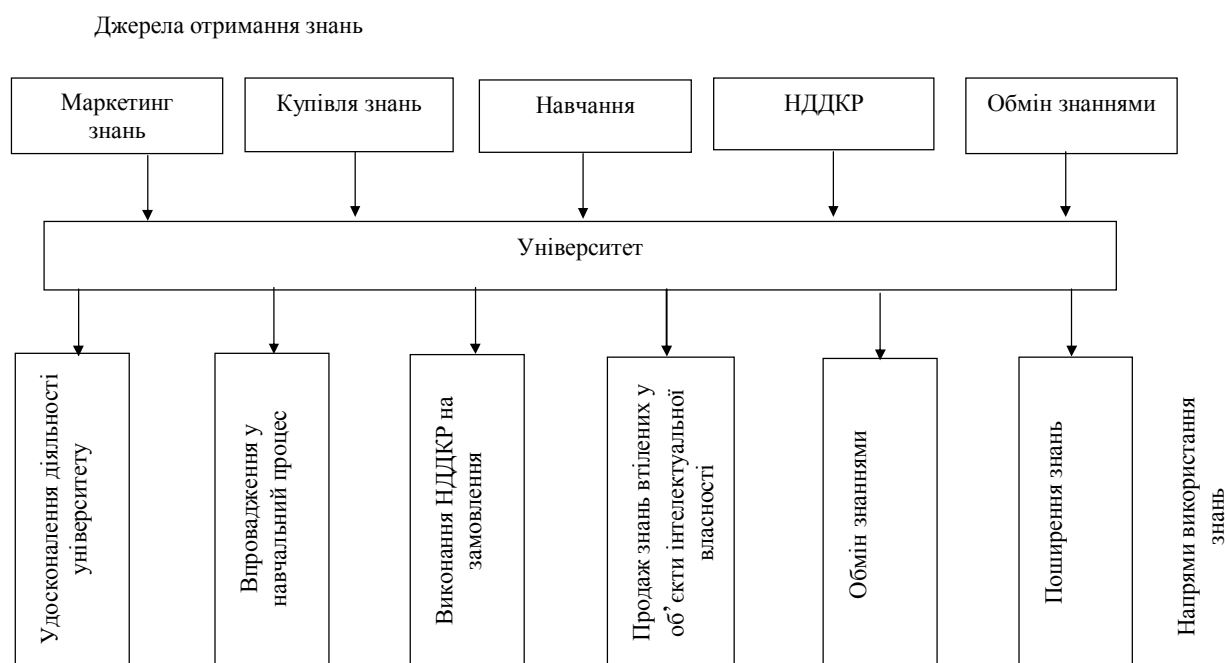 Джерела отримання знань
Маркетинг
знань
Купівля знань
Навчання
НДДКР
Обмін знаннями
Університет
Удосконалення діяльності
університету
Впровадження у
навчальний процес
Виконання НДДКР на
замовлення
Продаж знань втілених у
об’єкти інтелектуальної
власності
Обмін знаннями
Поширення знань
Напрями використання
знань